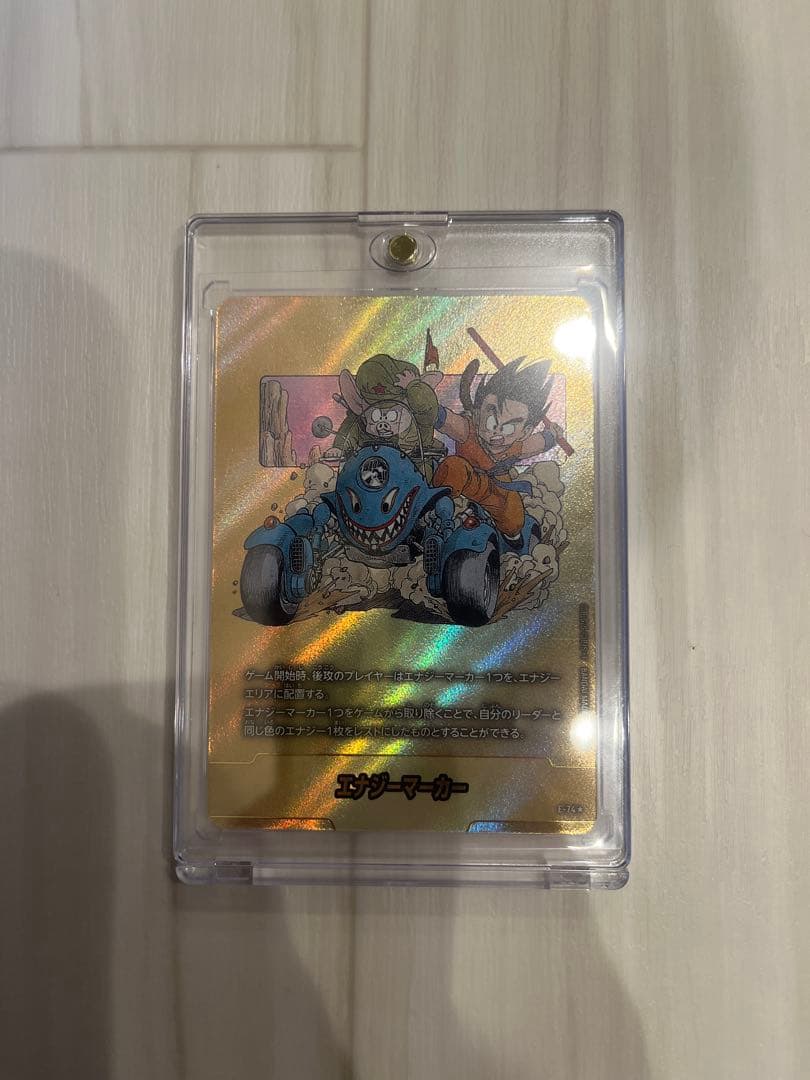 ゲーム開始時、後攻のプレイヤーはエナジーマーカー1つを、エナジー
エリアに配置する。
エナジーマーカー1つをゲームから取り除くことで、自分のリーダーと
同じ色のエナジー1枚をレストにしたものとすることができる。
エナジーマーカー
E-74★